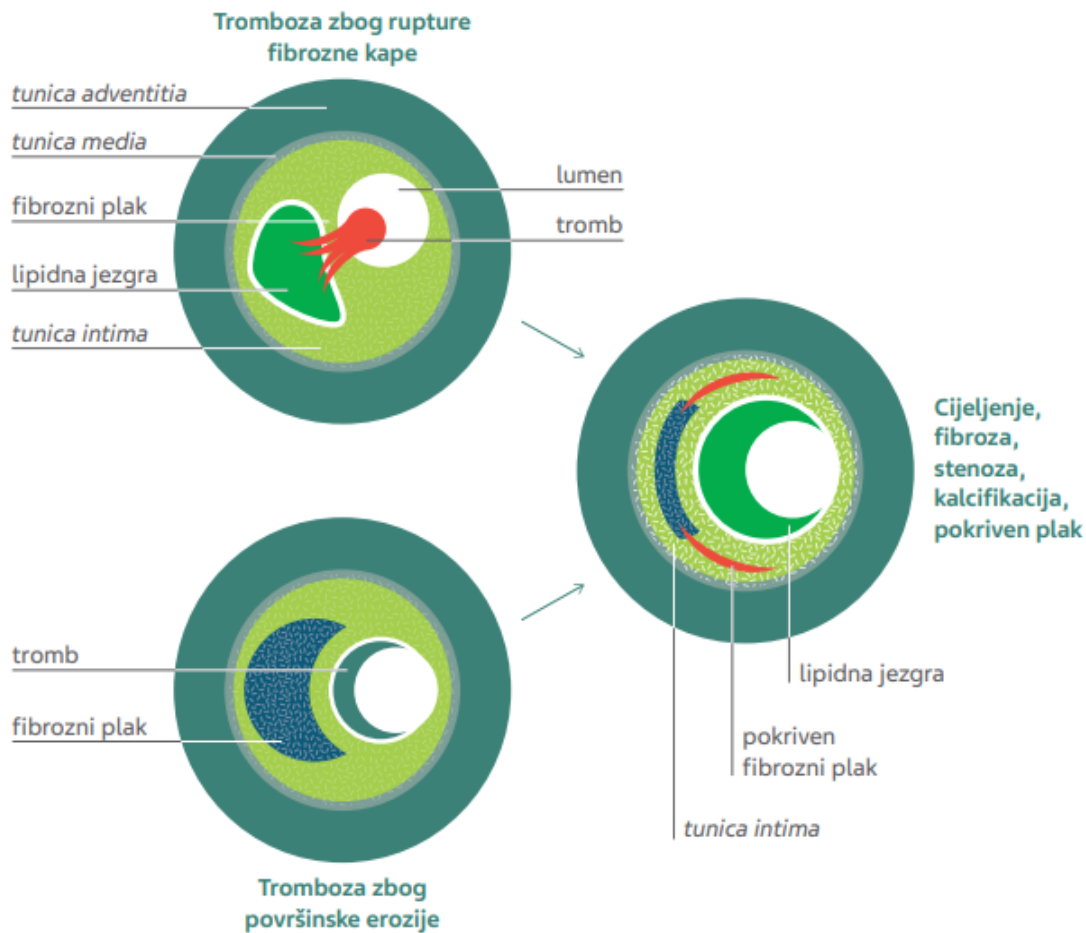 Tromboza zbog rupture
fibrozne kape
tunica adventitia
tunica media
fibrozni plak
lipidna jezgra
tunica intima
lumen
tromb
Cijeljenje,
fibroza,
stenoza,
kalcifikacija,
pokriven plak
lipidna jezgra
pokriven
fibrozni plak
tunica intima
tromb
fibrozni plak
Tromboza zbog
površinske erozije